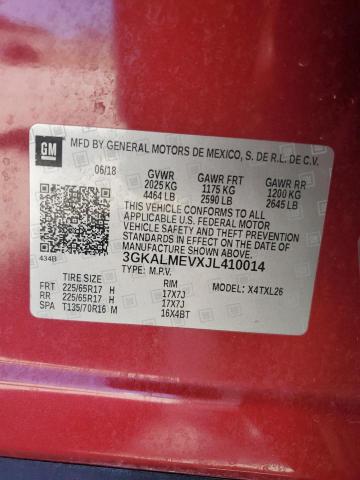 GM
MFD BY GENERAL MOTORS DE MEXICO, S. DE R.L. DE C.V.
06/18 GVWR GAWR FRT GAWR RR
2025 KG 1175 KG 1200 KG
4464 LB 2590 LB 2645 LB
THIS VEHICLE CONFORMS TO ALL
APPLICABLE U.S. FEDERAL MOTOR
VEHICLE SAFETY, BUMPER, AND
THEFT PREVENTION STANDARDS
IN EFFECT ON THE DATE OF
MANUFACTURE SHOWN ABOVE.
434B 3GKALMEVXJL410014
TYPE: M.P.V.
TIRE SIZE RIM MODEL: X4TXL26
FRT 225/65R17 H 17X7J
RR 225/65R17 H 17X7J
SPA T135/70R16 M 16X4BT